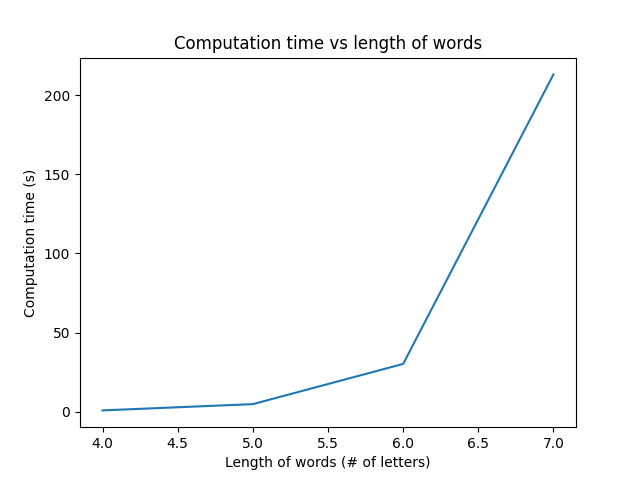 Computation time vs length of words
200
150
100
50
0
Computation time (s)
4.0 4.5 5.0 5.5 6.0 6.5 7.0
Length of words (# of letters)